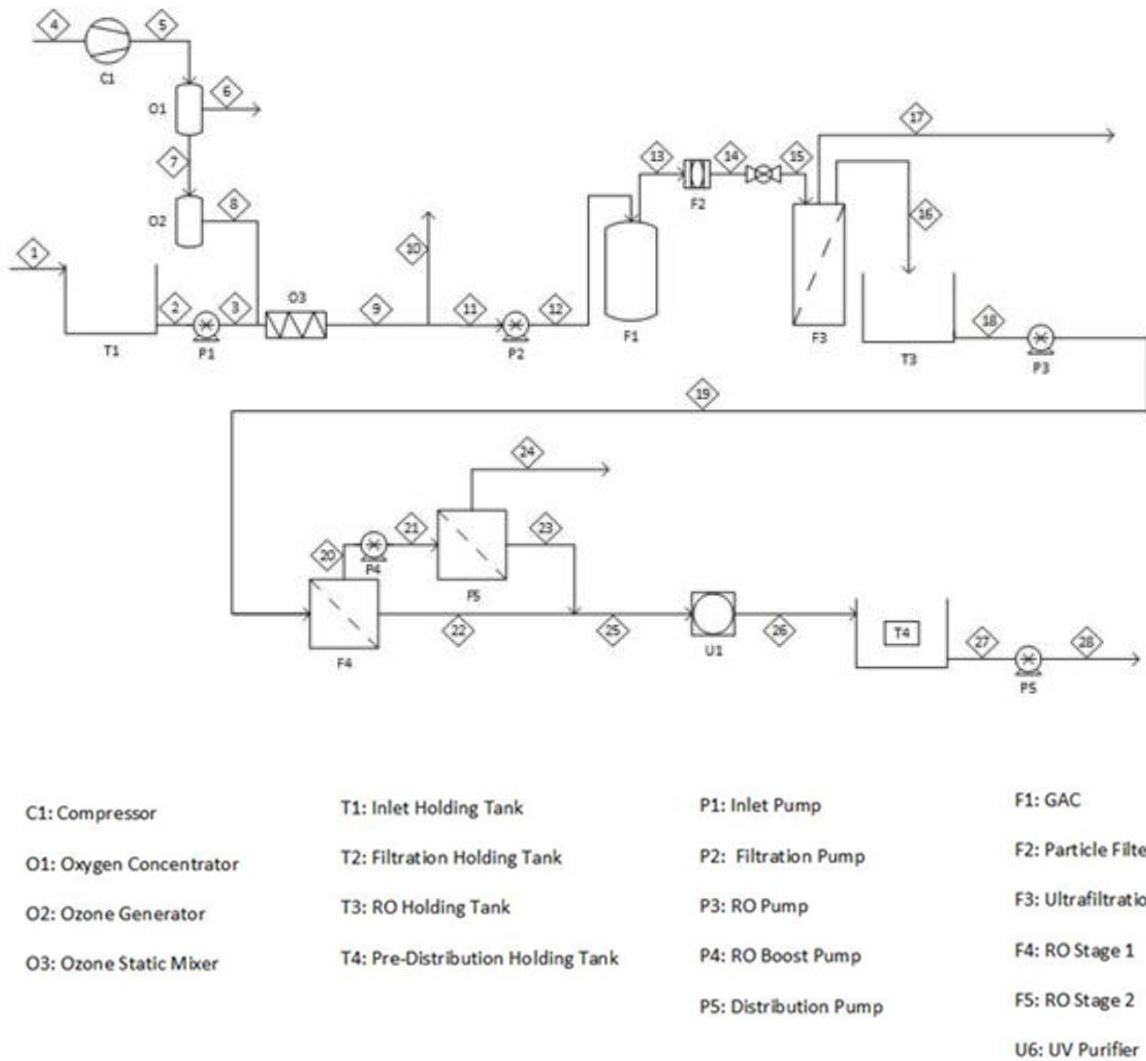 4
5
C1
O1
6
7
O2
8
1
T1
2
P1
3
O3
9
10
11
P2
12
F1
13
F2
14
15
17
F3
16
T3
18
P3
19
24
20
P4
21
F5
23
F4
22
25
U1
26
T4
27
P5
28
C1: Compressor
O1: Oxygen Concentrator
O2: Ozone Generator
O3: Ozone Static Mixer
T1: Inlet Holding Tank
T2: Filtration Holding Tank
T3: RO Holding Tank
T4: Pre-Distribution Holding Tank
P1: Inlet Pump
P2: Filtration Pump
P3: RO Pump
P4: RO Boost Pump
P5: Distribution Pump
F1: GAC
F2: Particle Filte
F3: Ultrafiltratio
F4: RO Stage 1
F5: RO Stage 2
U6: UV Purifier